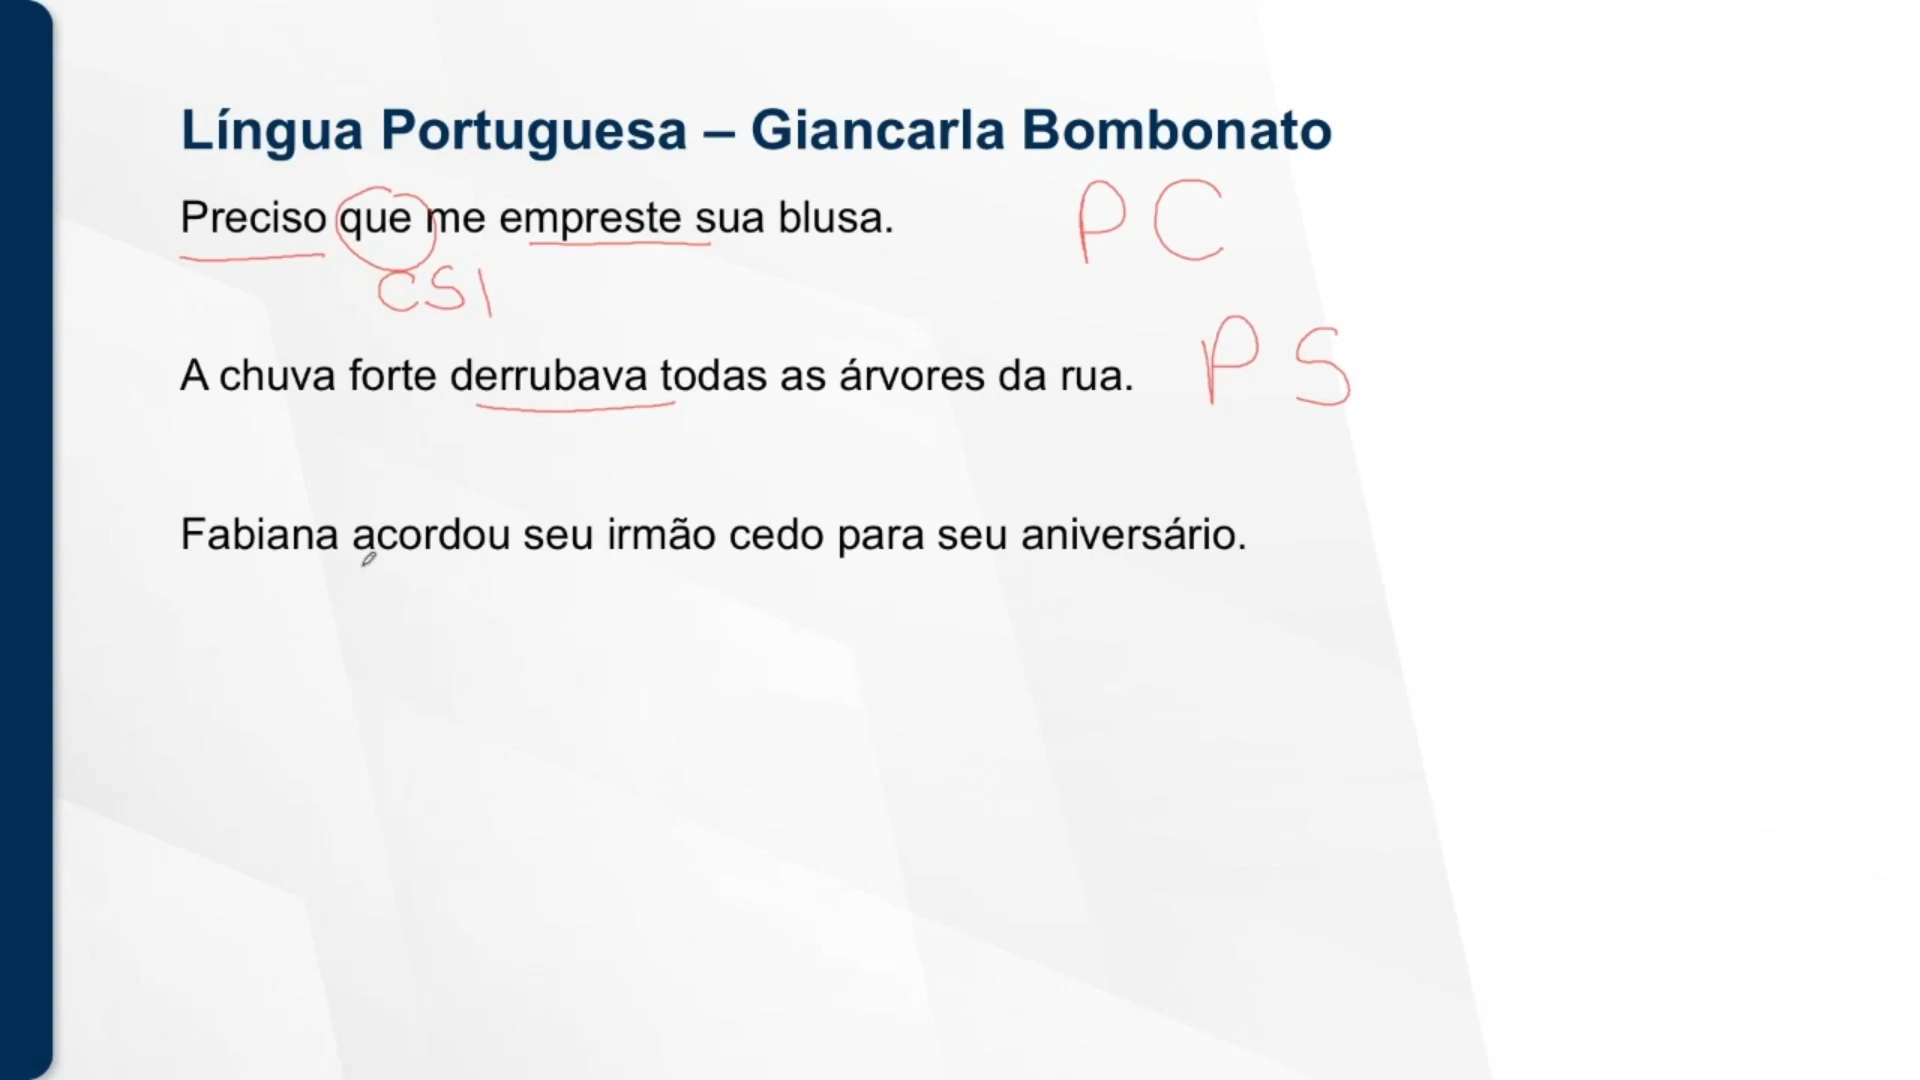 Língua Portuguesa – Giancarla Bombonato
Preciso que me empreste sua blusa. PC
CSI
A chuva forte derrubava todas as árvores da rua. PS
Fabiana acordou seu irmão cedo para seu aniversário.